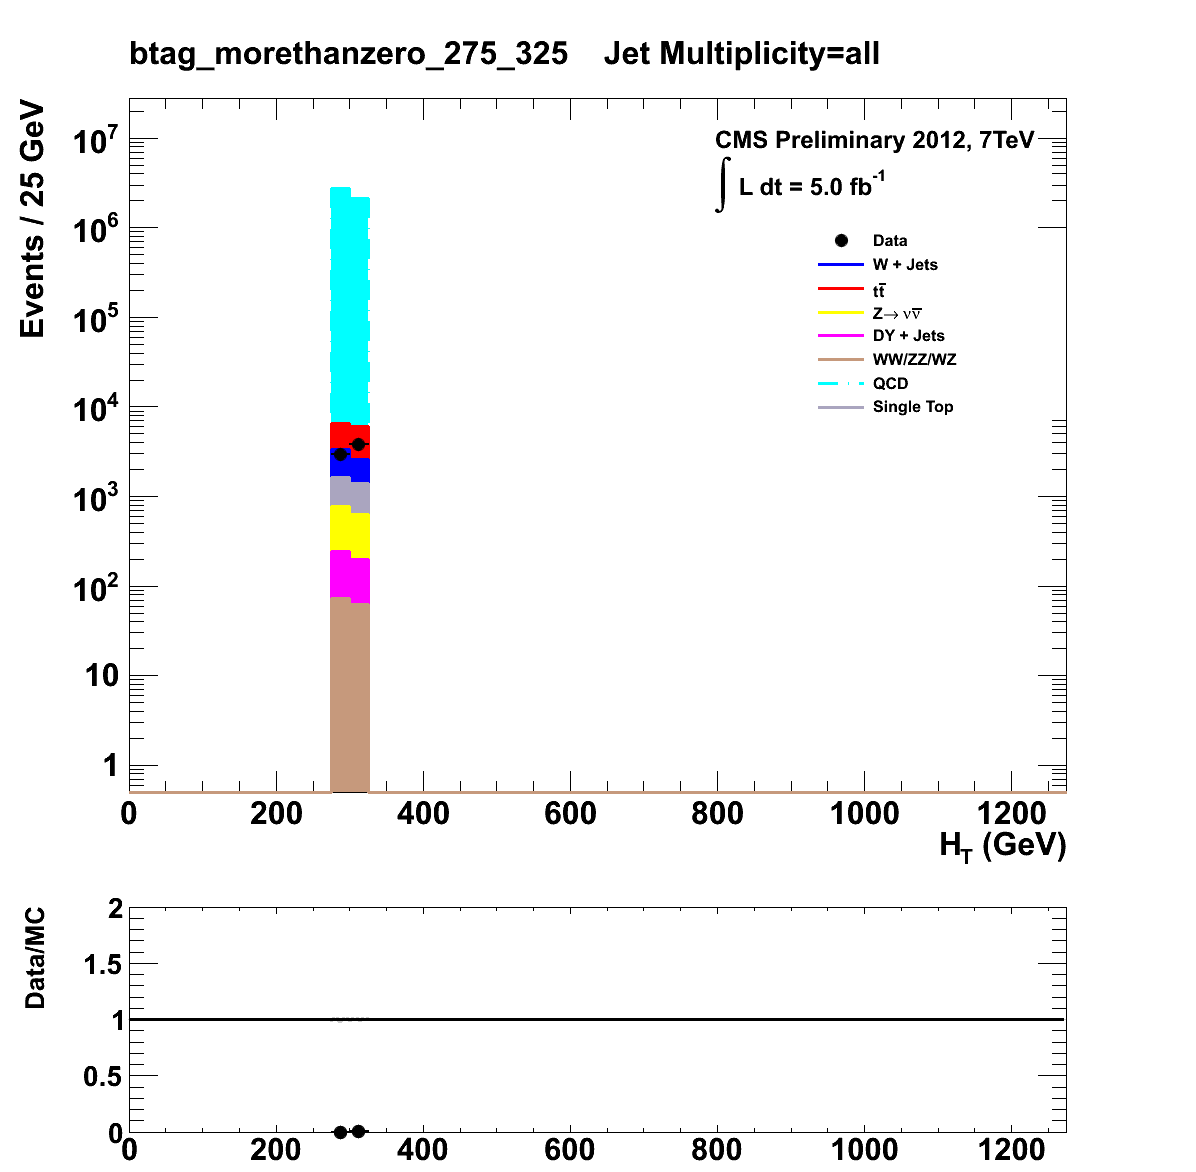 btag_morethanzero_275_325 Jet Multiplicity=all
Events / 25 GeV
10⁷
10⁶
10⁵
10⁴
10³
10²
10
1
CMS Preliminary 2012, 7TeV
∫ L dt = 5.0 fb⁻¹
Data
W + Jets
tt̅
Z→ νν̅
DY + Jets
WW/ZZ/WZ
QCD
Single Top
0 200 400 600 800 1000 1200
H_T (GeV)
Data/MC
2
1.5
1
0.5
0
0 200 400 600 800 1000 1200